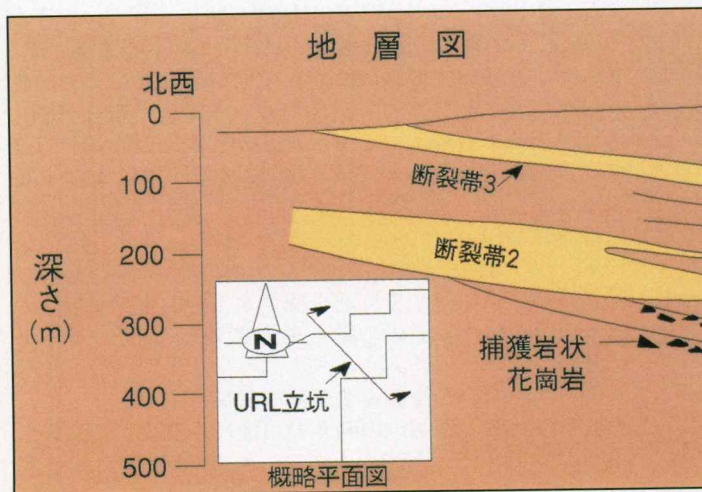 地層図
北西
0
100
200
300
400
500
深さ
(m)
断裂帯3
断裂帯2
捕獲岩状
花崗岩
N
URL立坑
概略平面図